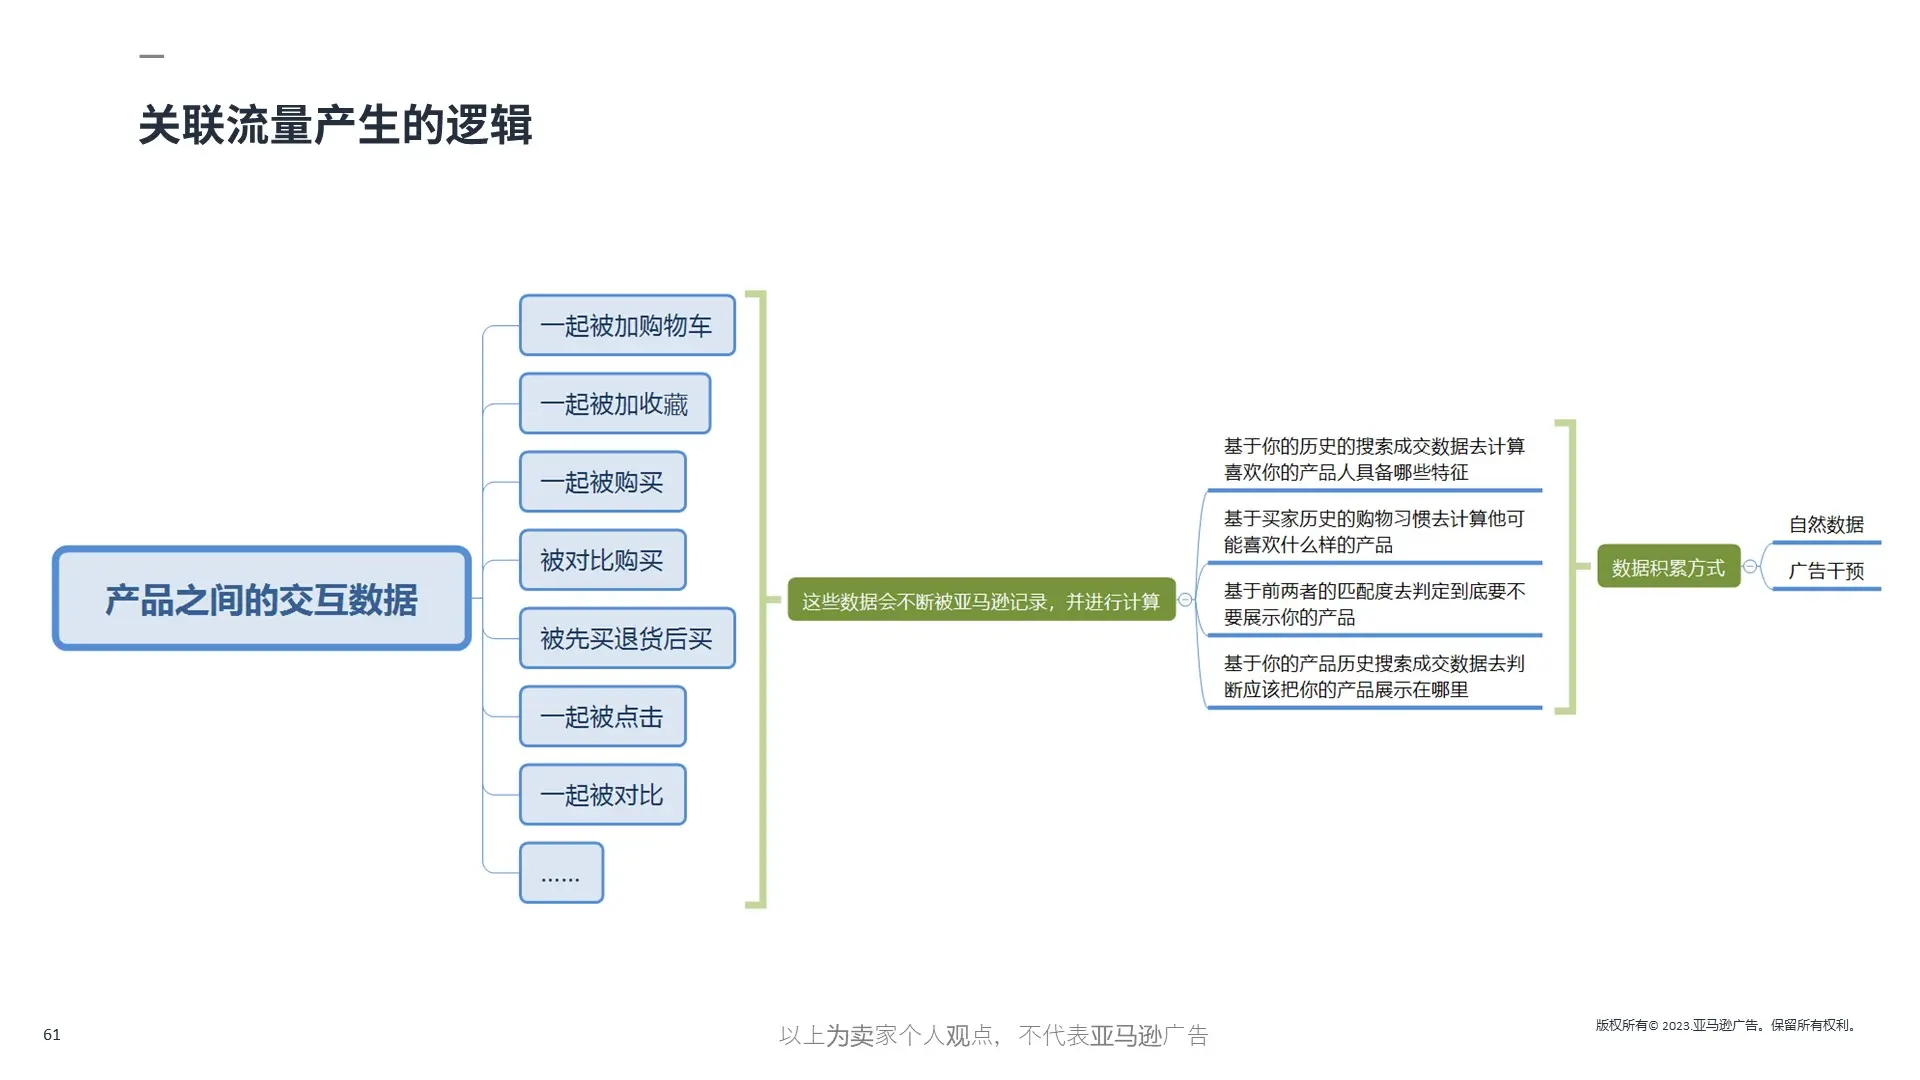 关联流量产生的逻辑
产品之间的交互数据
一起被加购物车
一起被加收藏
一起被购买
被对比购买
被先买退货后买
一起被点击
一起被对比
......
这些数据会不断被亚马逊记录，并进行计算
基于你的历史的搜索成交数据去计算
喜欢你的产品人具备哪些特征
基于买家历史的购物习惯去计算他可
能喜欢什么样的产品
基于前两者的匹配度去判定到底要不
要展示你的产品
基于你的产品历史搜索成交数据去判
断应该把你的产品展示在哪里
数据积累方式
自然数据
广告干预
61
以上为卖家个人观点，不代表亚马逊广告
版权所有© 2023.亚马逊广告。保留所有权利。